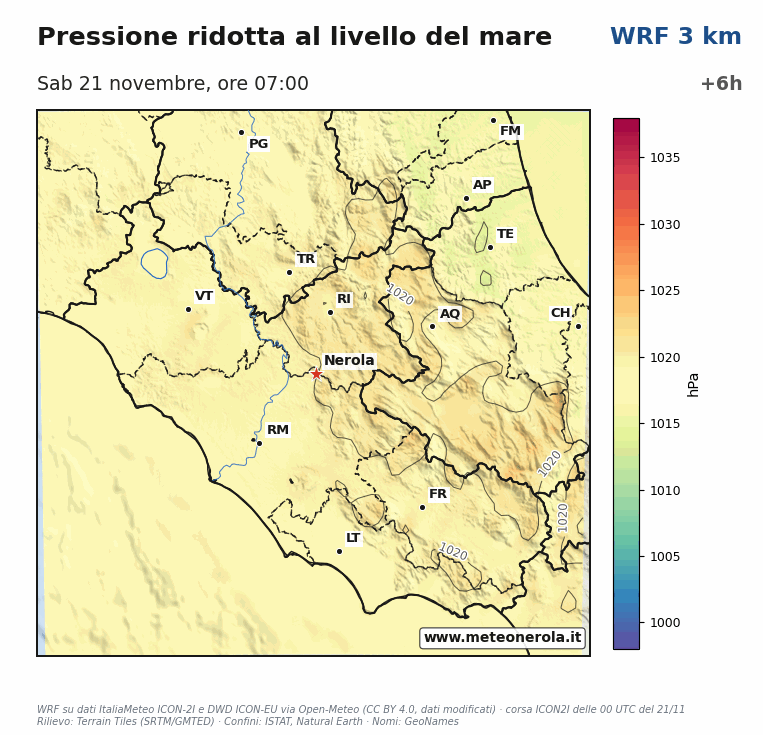 Pressione ridotta al livello del mare
WRF 3 km
Sab 21 novembre, ore 07:00
+6h
FM
PG
AP
TE
TR
1020
RI
VT
AQ
CH
Nerola
RM
1020
FR
1020
LT
1020
www.meteonerola.it
1035
1030
1025
1020
1015
1010
1005
1000
hPa
WRF su dati ItaliaMeteo ICON-2I e DWD ICON-EU via Open-Meteo (CC BY 4.0, dati modificati) · corsa ICON2I delle 00 UTC del 21/11
Rilievo: Terrain Tiles (SRTM/GMTED) · Confini: ISTAT, Natural Earth · Nomi: GeoNames